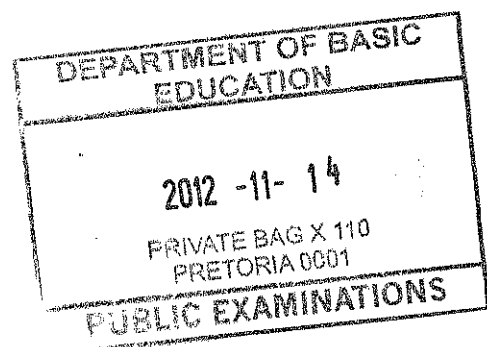 DEPARTMENT OF BASIC
EDUCATION
2012 -11- 14
PRIVATE BAG X 110
PRETORIA 0001
PUBLIC EXAMINATIONS